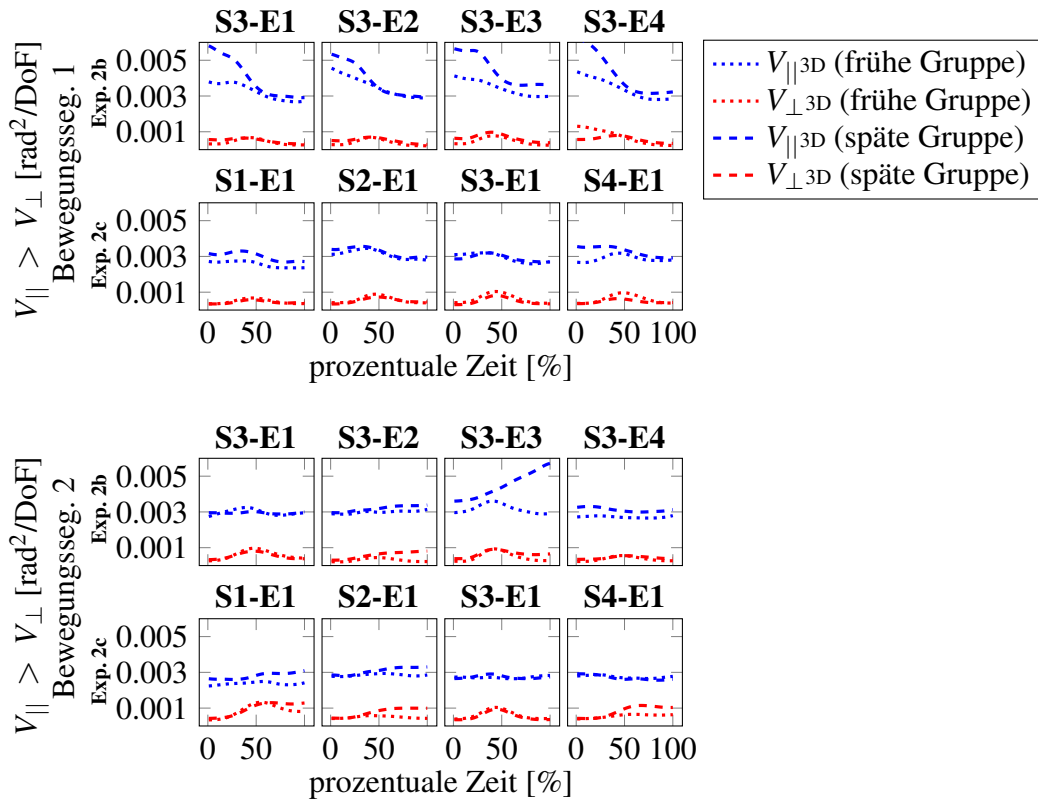 S3-E1 S3-E2 S3-E3 S3-E4
V|| > V⊥ [rad²/DoF]
Bewegungsseg. 1
Exp. 2b
0.005
0.003
0.001
V||3D (frühe Gruppe)
V⊥3D (frühe Gruppe)
V||3D (späte Gruppe)
V⊥3D (späte Gruppe)
S1-E1 S2-E1 S3-E1 S4-E1
Exp. 2c
0.005
0.003
0.001
0 50 0 50 0 50 0 50 100
prozentuale Zeit [%]
S3-E1 S3-E2 S3-E3 S3-E4
V|| > V⊥ [rad²/DoF]
Bewegungsseg. 2
Exp. 2b
0.005
0.003
0.001
S1-E1 S2-E1 S3-E1 S4-E1
Exp. 2c
0.005
0.003
0.001
0 50 0 50 0 50 0 50 100
prozentuale Zeit [%]